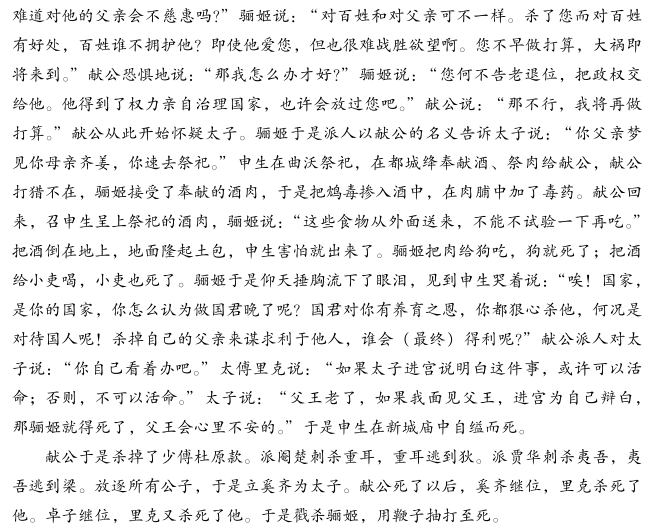 难道对他的父亲会不慈惠吗?”骊姬说:“对百姓和对父亲可不一样。杀了您而对百姓
有好处,百姓谁不拥护他?即使他爱您,但也很难战胜欲望啊。您不早做打算,大祸即
将来到。”献公恐惧地说:“那我怎么办才好?”骊姬说:“您何不告老退位,把政权交
给他。他得到了权力亲自治理国家,也许会放过您吧。”献公说:“那不行,我将再做
打算。”献公从此开始怀疑太子。骊姬于是派人以献公的名义告诉太子说:“你父亲梦
见你母亲齐姜,你速去祭祀。”申生在曲沃祭祀,在都城绛奉献酒、祭肉给献公,献公
打猎不在,骊姬接受了奉献的酒肉,于是把鸩毒掺入酒中,在肉脯中加了毒药。献公回
来,召申生呈上祭祀的酒肉,骊姬说:“这些食物从外面送来,不能不试验一下再吃。”
把酒倒在地上,地面隆起土包,申生害怕就出来了。骊姬把肉给狗吃,狗就死了;把酒
给小吏喝,小吏也死了。骊姬于是仰天捶胸流下了眼泪,见到申生哭着说:“唉!国家,
是你的国家,你怎么认为做国君晚了呢?国君对你有养育之恩,你都狠心杀他,何况是
对待国人呢!杀掉自己的父亲来谋求利于他人,谁会(最终)得利呢?”献公派人对太
子说:“你自己看着办吧。”太傅里克说:“如果太子进宫说明白这件事,或许可以活
命;否则,不可以活命。”太子说:“父王老了,如果我面见父王,进宫为自己辩白,
那骊姬就得死了,父王会心里不安的。”于是申生在新城庙中自缢而死。
献公于是杀掉了少傅杜原款。派阉楚刺杀重耳,重耳逃到狄。派贾华刺杀夷吾,夷
吾逃到梁。放逐所有公子,于是立奚齐为太子。献公死了以后,奚齐继位,里克杀死了
他。卓子继位,里克又杀死了他。于是戮杀骊姬,用鞭子抽打至死。